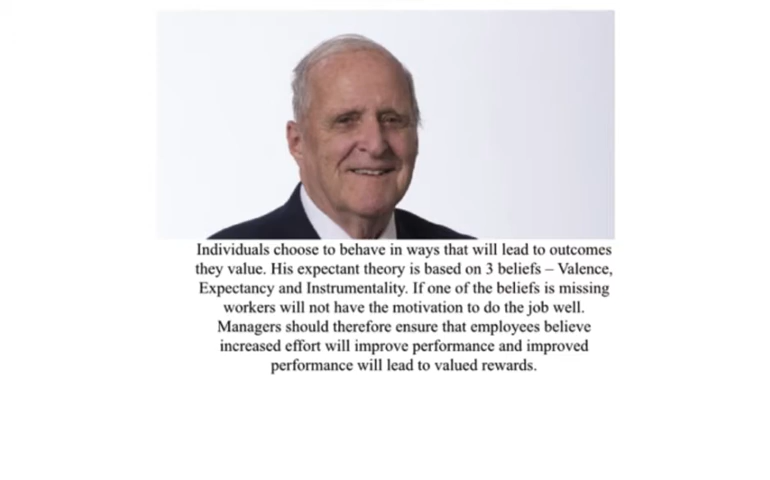 Individuals choose to behave in ways that will lead to outcomes
they value. His expectant theory is based on 3 beliefs – Valence,
Expectancy and Instrumentality. If one of the beliefs is missing
workers will not have the motivation to do the job well.
Managers should therefore ensure that employees believe
increased effort will improve performance and improved
performance will lead to valued rewards.